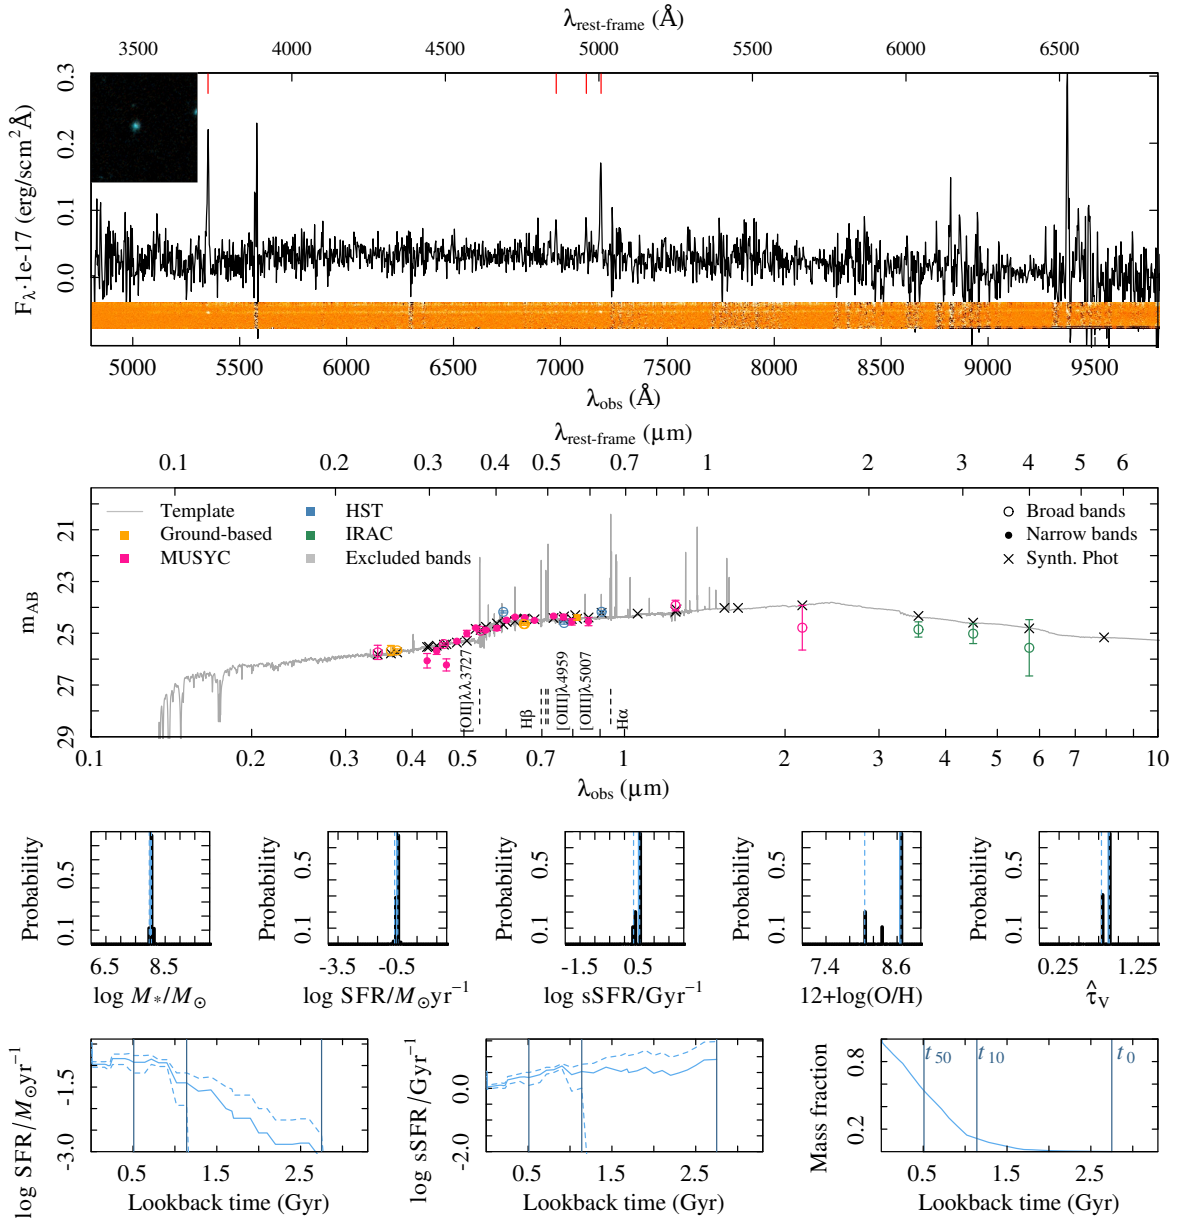 λrest-frame (Å)
3500 4000 4500 5000 5500 6000 6500
F_λ·1e-17 (erg/scm²Å)
0.0 0.1 0.2 0.3
5000 5500 6000 6500 7000 7500 8000 8500 9000 9500
λobs (Å)
λrest-frame (μm)
0.1 0.2 0.3 0.4 0.5 0.7 1 2 3 4 5 6
m_AB
21
23
25
27
29
Template
Ground-based
MUSYC
HST
IRAC
Excluded bands
Broad bands
Narrow bands
Synth. Phot
[OII]λλ3727
Hβ
[OIII]λ4959
[OIII]λ5007
Hα
0.1 0.2 0.3 0.4 0.5 0.7 1 2 3 4 5 6 7 8 10
λobs (μm)
Probability
0.1 0.5
6.5 8.5
log M*/M⊙
Probability
0.1 0.5
-3.5 -0.5
log SFR/M⊙yr⁻¹
Probability
0.1 0.5
-1.5 0.5
log sSFR/Gyr⁻¹
Probability
0.1 0.5
7.4 8.6
12+log(O/H)
Probability
0.1 0.5
0.25 1.25
τ̂_V
log SFR/M⊙yr⁻¹
-3.0 -1.5
0.5 1.5 2.5
Lookback time (Gyr)
log sSFR/Gyr⁻¹
-2.0 0.0
0.5 1.5 2.5
Lookback time (Gyr)
Mass fraction
0.2 0.8
t₅₀ t₁₀ t₀
0.5 1.5 2.5
Lookback time (Gyr)